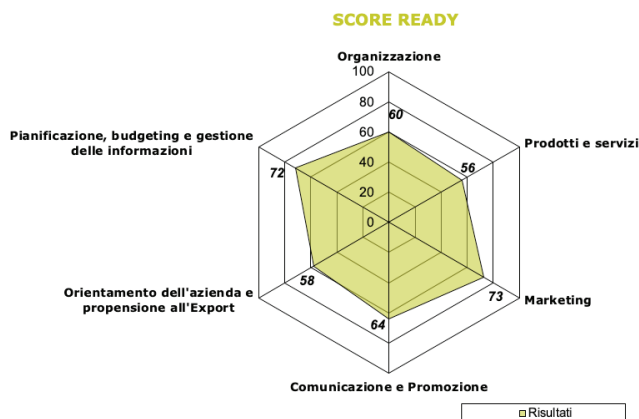 SCORE READY
Organizzazione
100
80
60
60
40
20
0
Prodotti e servizi
56
Marketing
73
Comunicazione e Promozione
64
Orientamento dell'azienda e
propensione all'Export
58
Pianificazione, budgeting e gestione
delle informazioni
72
Risultati